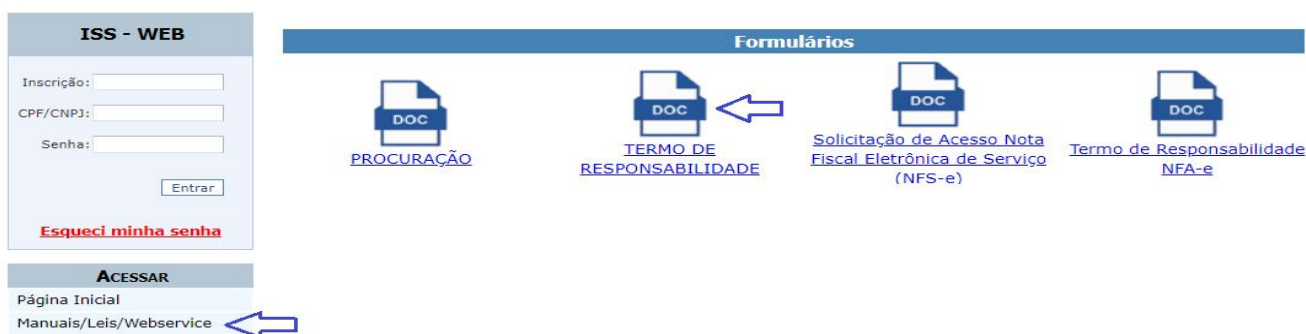 ISS - WEB
Inscrição:
CPF/CNPJ:
Senha:
Entrar
Esqueci minha senha
ACESSAR
Página Inicial
Manuais/Leis/Webservice
Formulários
DOC
PROCURAÇÃO
DOC
TERMO DE
RESPONSABILIDADE
DOC
Solicitação de Acesso Nota
Fiscal Eletrônica de Serviço
(NFS-e)
DOC
Termo de Responsabilidade
NFA-e